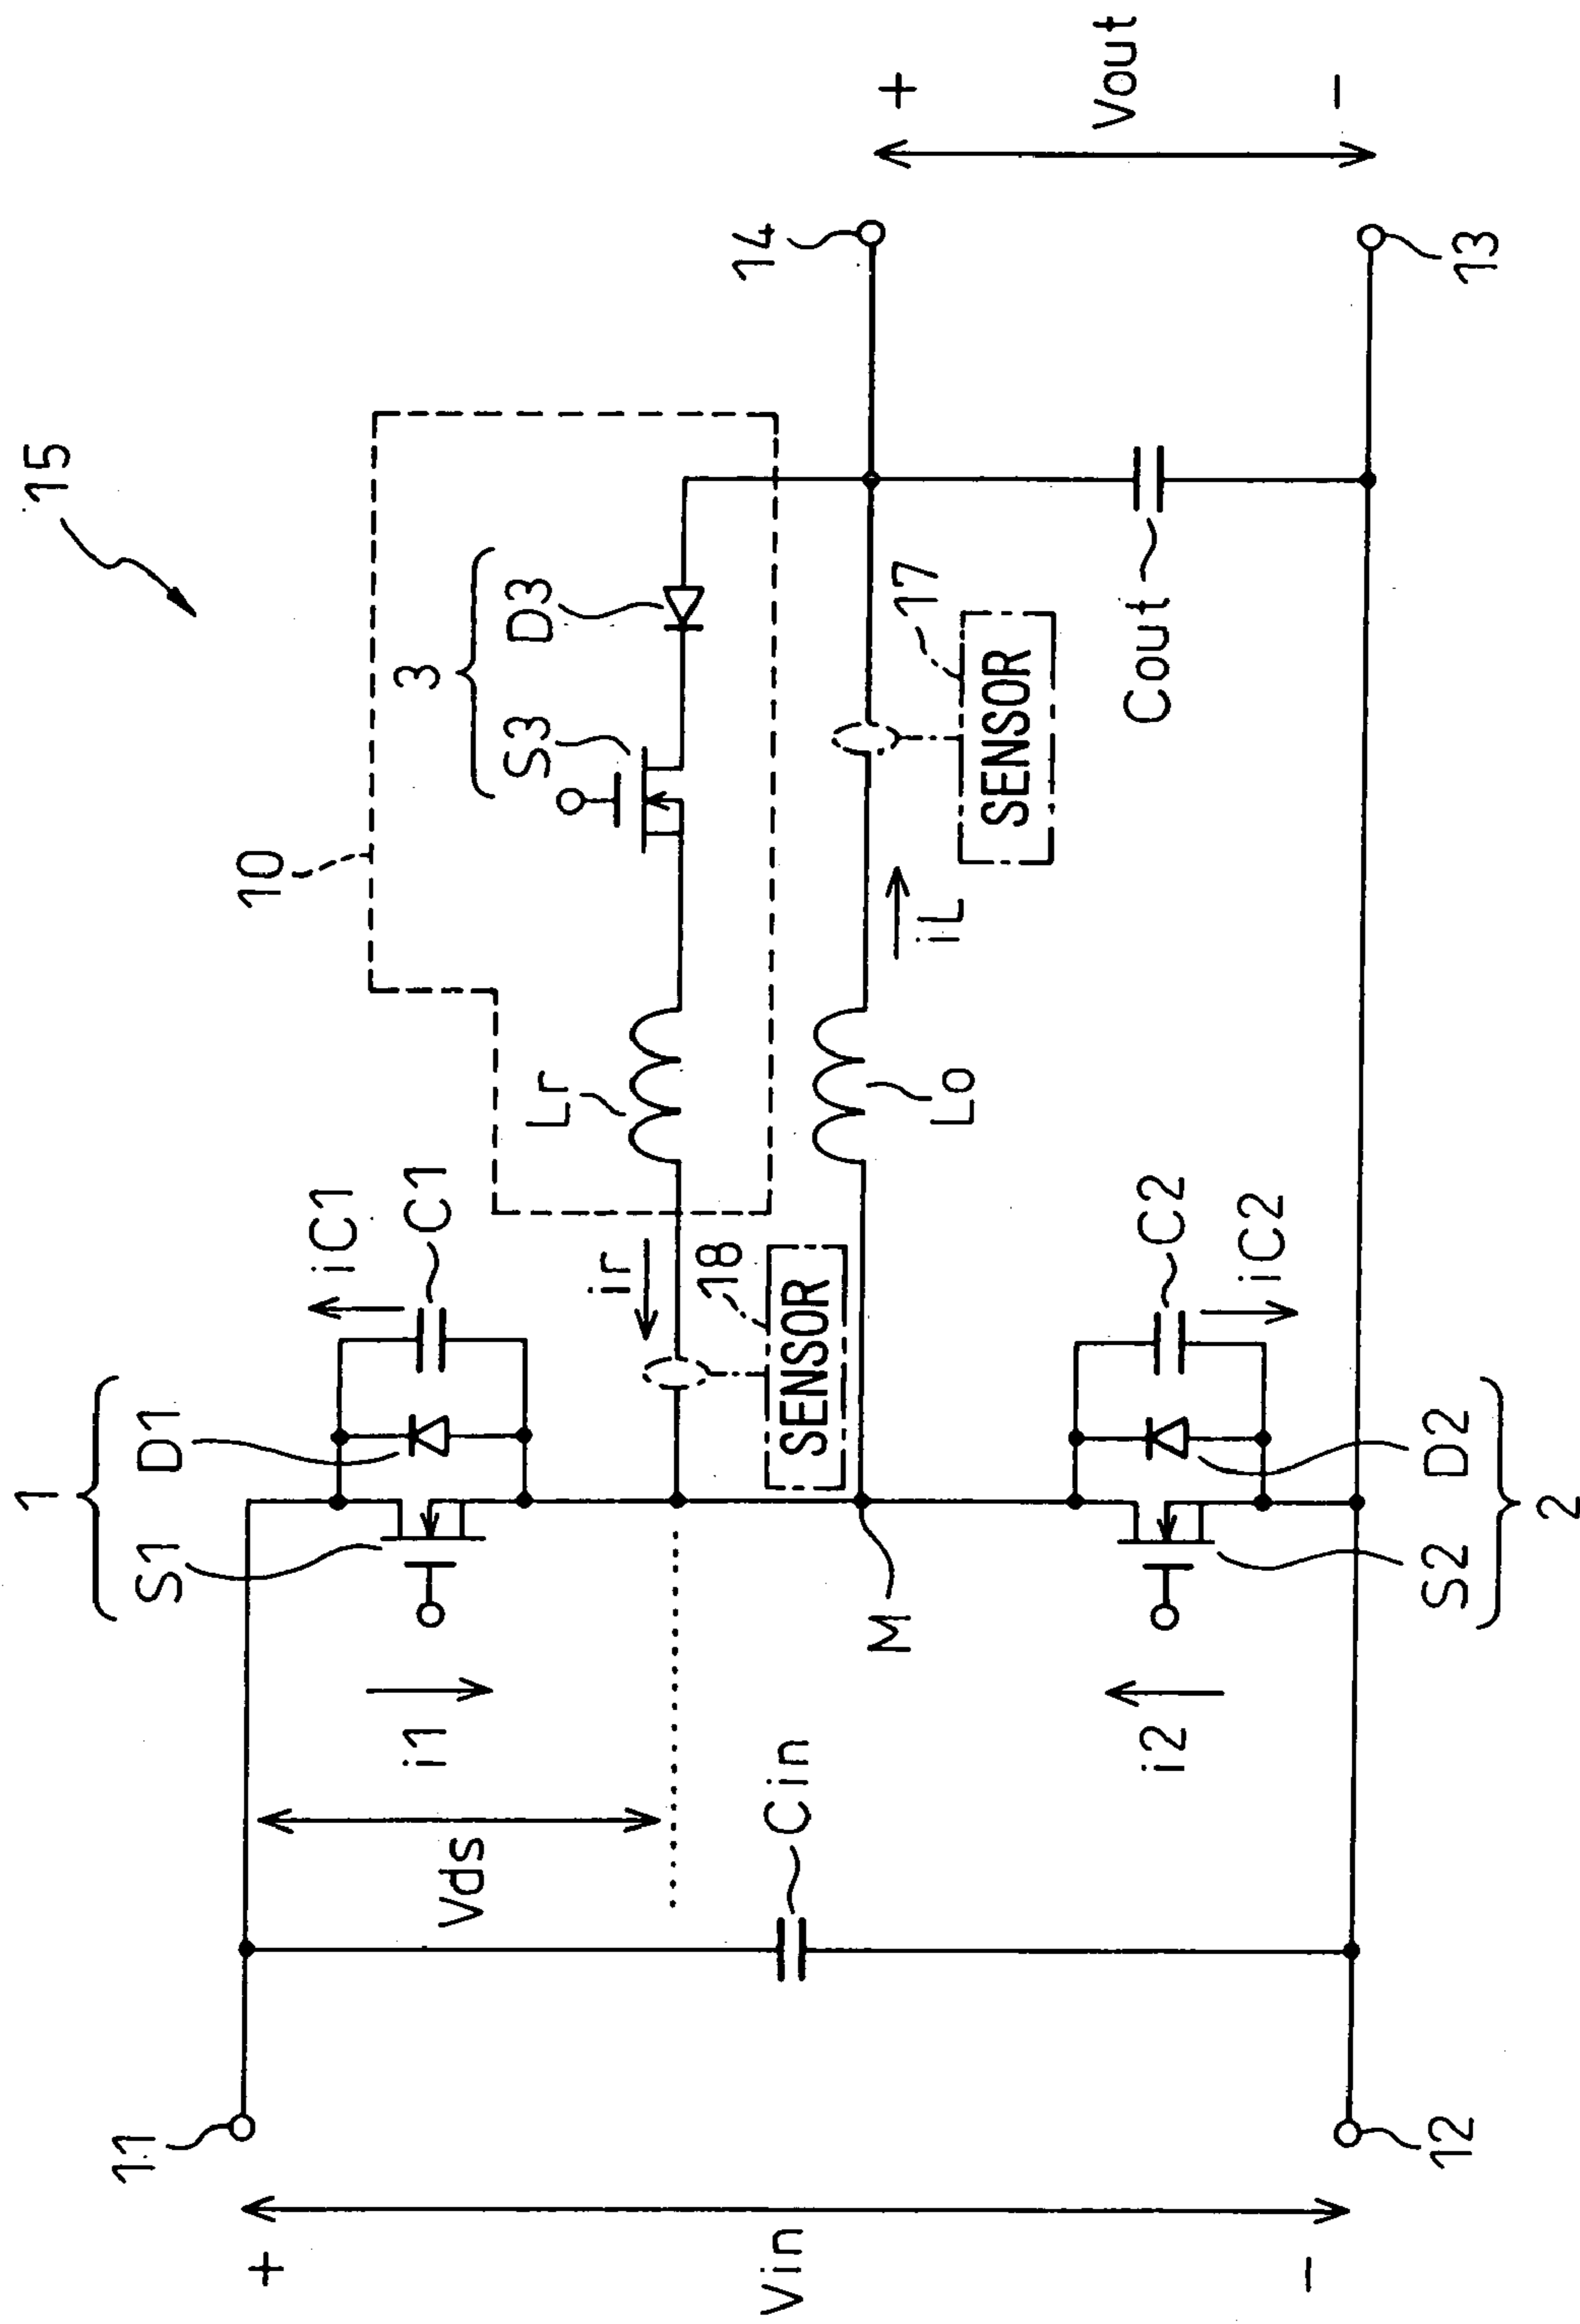 15
1
S1
D1
iC1
C1
i1
Vds
11
+
Vin
−
12
Cin
10
3
S3
D3
Lr
ir
18
SENSOR
M
Lo
iL
17
SENSOR
14
+
Vout
−
13
Cout
C2
iC2
i2
S2
D2
2